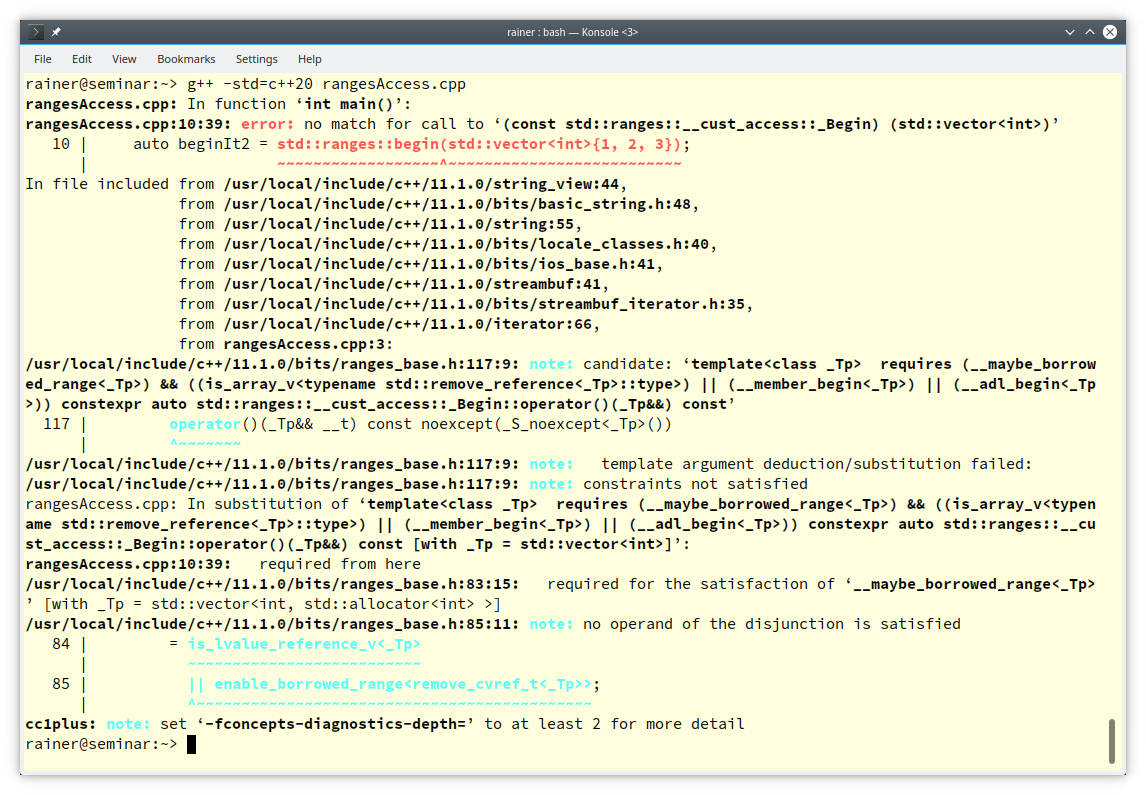 rainer : bash — Konsole <3>
File Edit View Bookmarks Settings Help
rainer@seminar:~> g++ -std=c++20 rangesAccess.cpp
rangesAccess.cpp: In function ‘int main()’:
rangesAccess.cpp:10:39: error: no match for call to ‘(const std::ranges::__cust_access::_Begin) (std::vector<int>)’
   10 |     auto beginIt2 = std::ranges::begin(std::vector<int>{1, 2, 3});
      |                     ~~~~~~~~~~~~~~~~~~^~~~~~~~~~~~~~~~~~~~~~~~~~~
In file included from /usr/local/include/c++/11.1.0/string_view:44,
                 from /usr/local/include/c++/11.1.0/bits/basic_string.h:48,
                 from /usr/local/include/c++/11.1.0/string:55,
                 from /usr/local/include/c++/11.1.0/bits/locale_classes.h:40,
                 from /usr/local/include/c++/11.1.0/bits/ios_base.h:41,
                 from /usr/local/include/c++/11.1.0/streambuf:41,
                 from /usr/local/include/c++/11.1.0/bits/streambuf_iterator.h:35,
                 from /usr/local/include/c++/11.1.0/iterator:66,
                 from rangesAccess.cpp:3:
/usr/local/include/c++/11.1.0/bits/ranges_base.h:117:9: note: candidate: ‘template<class _Tp>  requires (__maybe_borrow
ed_range<_Tp>) && ((is_array_v<typename std::remove_reference<_Tp>::type>) || (__member_begin<_Tp>) || (__adl_begin<_Tp
>)) constexpr auto std::ranges::__cust_access::_Begin::operator()(_Tp&&) const’
  117 |         operator()(_Tp&& __t) const noexcept(_S_noexcept<_Tp>())
      |         ^~~~~~~~
/usr/local/include/c++/11.1.0/bits/ranges_base.h:117:9: note:   template argument deduction/substitution failed:
/usr/local/include/c++/11.1.0/bits/ranges_base.h:117:9: note: constraints not satisfied
rangesAccess.cpp: In substitution of ‘template<class _Tp>  requires (__maybe_borrowed_range<_Tp>) && ((is_array_v<typen
ame std::remove_reference<_Tp>::type>) || (__member_begin<_Tp>) || (__adl_begin<_Tp>)) constexpr auto std::ranges::__cu
st_access::_Begin::operator()(_Tp&&) const [with _Tp = std::vector<int>]’:
rangesAccess.cpp:10:39:   required from here
/usr/local/include/c++/11.1.0/bits/ranges_base.h:83:15:   required for the satisfaction of ‘__maybe_borrowed_range<_Tp>
’ [with _Tp = std::vector<int, std::allocator<int> >]
/usr/local/include/c++/11.1.0/bits/ranges_base.h:85:11: note: no operand of the disjunction is satisfied
   84 |         = is_lvalue_reference_v<_Tp>
      |           ~~~~~~~~~~~~~~~~~~~~~~~~~~
   85 |           || enable_borrowed_range<remove_cvref_t<_Tp>>;
      |           ^~~~~~~~~~~~~~~~~~~~~~~~~~~~~~~~~~~~~~~~~~~~~
cc1plus: note: set ‘-fconcepts-diagnostics-depth=’ to at least 2 for more detail
rainer@seminar:~>